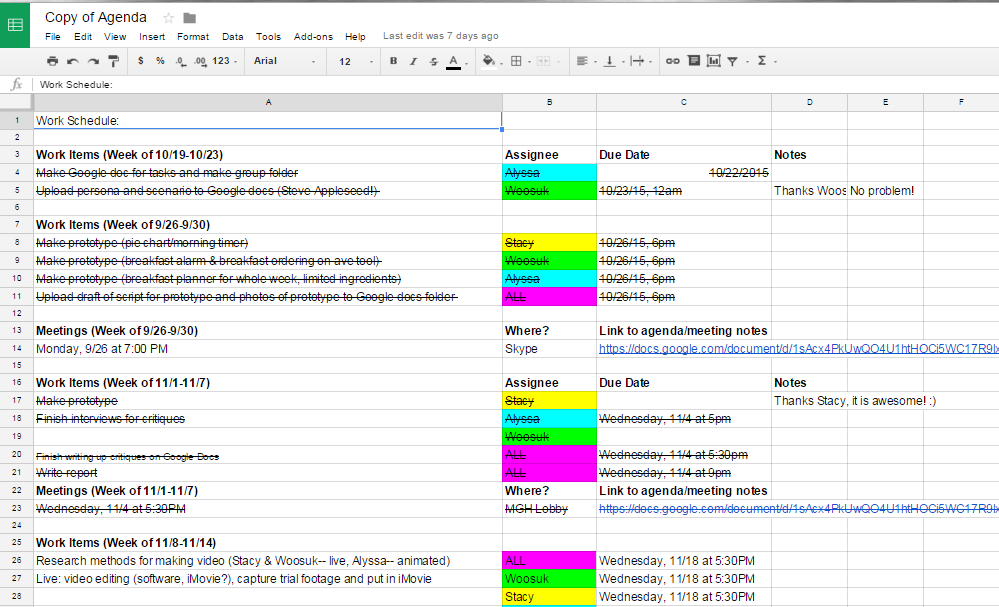 Copy of Agenda
File Edit View Insert Format Data Tools Add-ons Help Last edit was 7 days ago
$ % .0 .00 123 Arial 12 B I S A Σ
fx Work Schedule:
A B C D E F
1 Work Schedule:
2
3 Work Items (Week of 10/19-10/23) Assignee Due Date Notes
4 Make Google doc for tasks and make group folder Alyssa 10/22/2015
5 Upload persona and scenario to Google docs (Steve Appleseed!) Woosuk 10/23/15, 12am Thanks Woos No problem!
6
7 Work Items (Week of 9/26-9/30)
8 Make prototype (pie chart/morning timer) Stacy 10/26/15, 6pm
9 Make prototype (breakfast alarm & breakfast ordering on ave tool) Woosuk 10/26/15, 6pm
10 Make prototype (breakfast planner for whole week, limited ingredients) Alyssa 10/26/15, 6pm
11 Upload draft of script for prototype and photos of prototype to Google docs folder ALL 10/26/15, 6pm
12
13 Meetings (Week of 9/26-9/30) Where? Link to agenda/meeting notes
14 Monday, 9/26 at 7:00 PM Skype https://docs.google.com/document/d/1sAcx4PkUwQO4U1htHOCi5WC17R9Ix
15
16 Work Items (Week of 11/1-11/7) Assignee Due Date Notes
17 Make prototype Stacy Thanks Stacy, it is awesome! :)
18 Finish interviews for critiques Alyssa Wednesday, 11/4 at 5pm
19 Woosuk
20 Finish writing up critiques on Google Docs ALL Wednesday, 11/4 at 5:30pm
21 Write report ALL Wednesday, 11/4 at 9pm
22 Meetings (Week of 11/1-11/7) Where? Link to agenda/meeting notes
23 Wednesday, 11/4 at 5:30PM MGH Lobby https://docs.google.com/document/d/1sAcx4PkUwQO4U1htHOCi5WC17R9Ix
24
25 Work Items (Week of 11/8-11/14)
26 Research methods for making video (Stacy & Woosuk-- live, Alyssa-- animated) ALL Wednesday, 11/18 at 5:30PM
27 Live: video editing (software, iMovie?), capture trial footage and put in iMovie Woosuk Wednesday, 11/18 at 5:30PM
28 Stacy Wednesday, 11/18 at 5:30PM